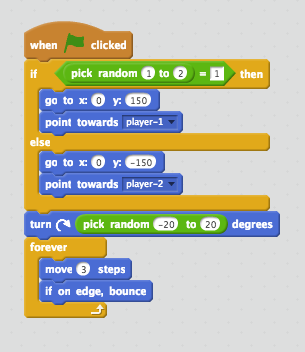 when clicked
if pick random 1 to 2 = 1 then
go to x: 0 y: 150
point towards player-1
else
go to x: 0 y: -150
point towards player-2
turn pick random -20 to 20 degrees
forever
move 3 steps
if on edge, bounce